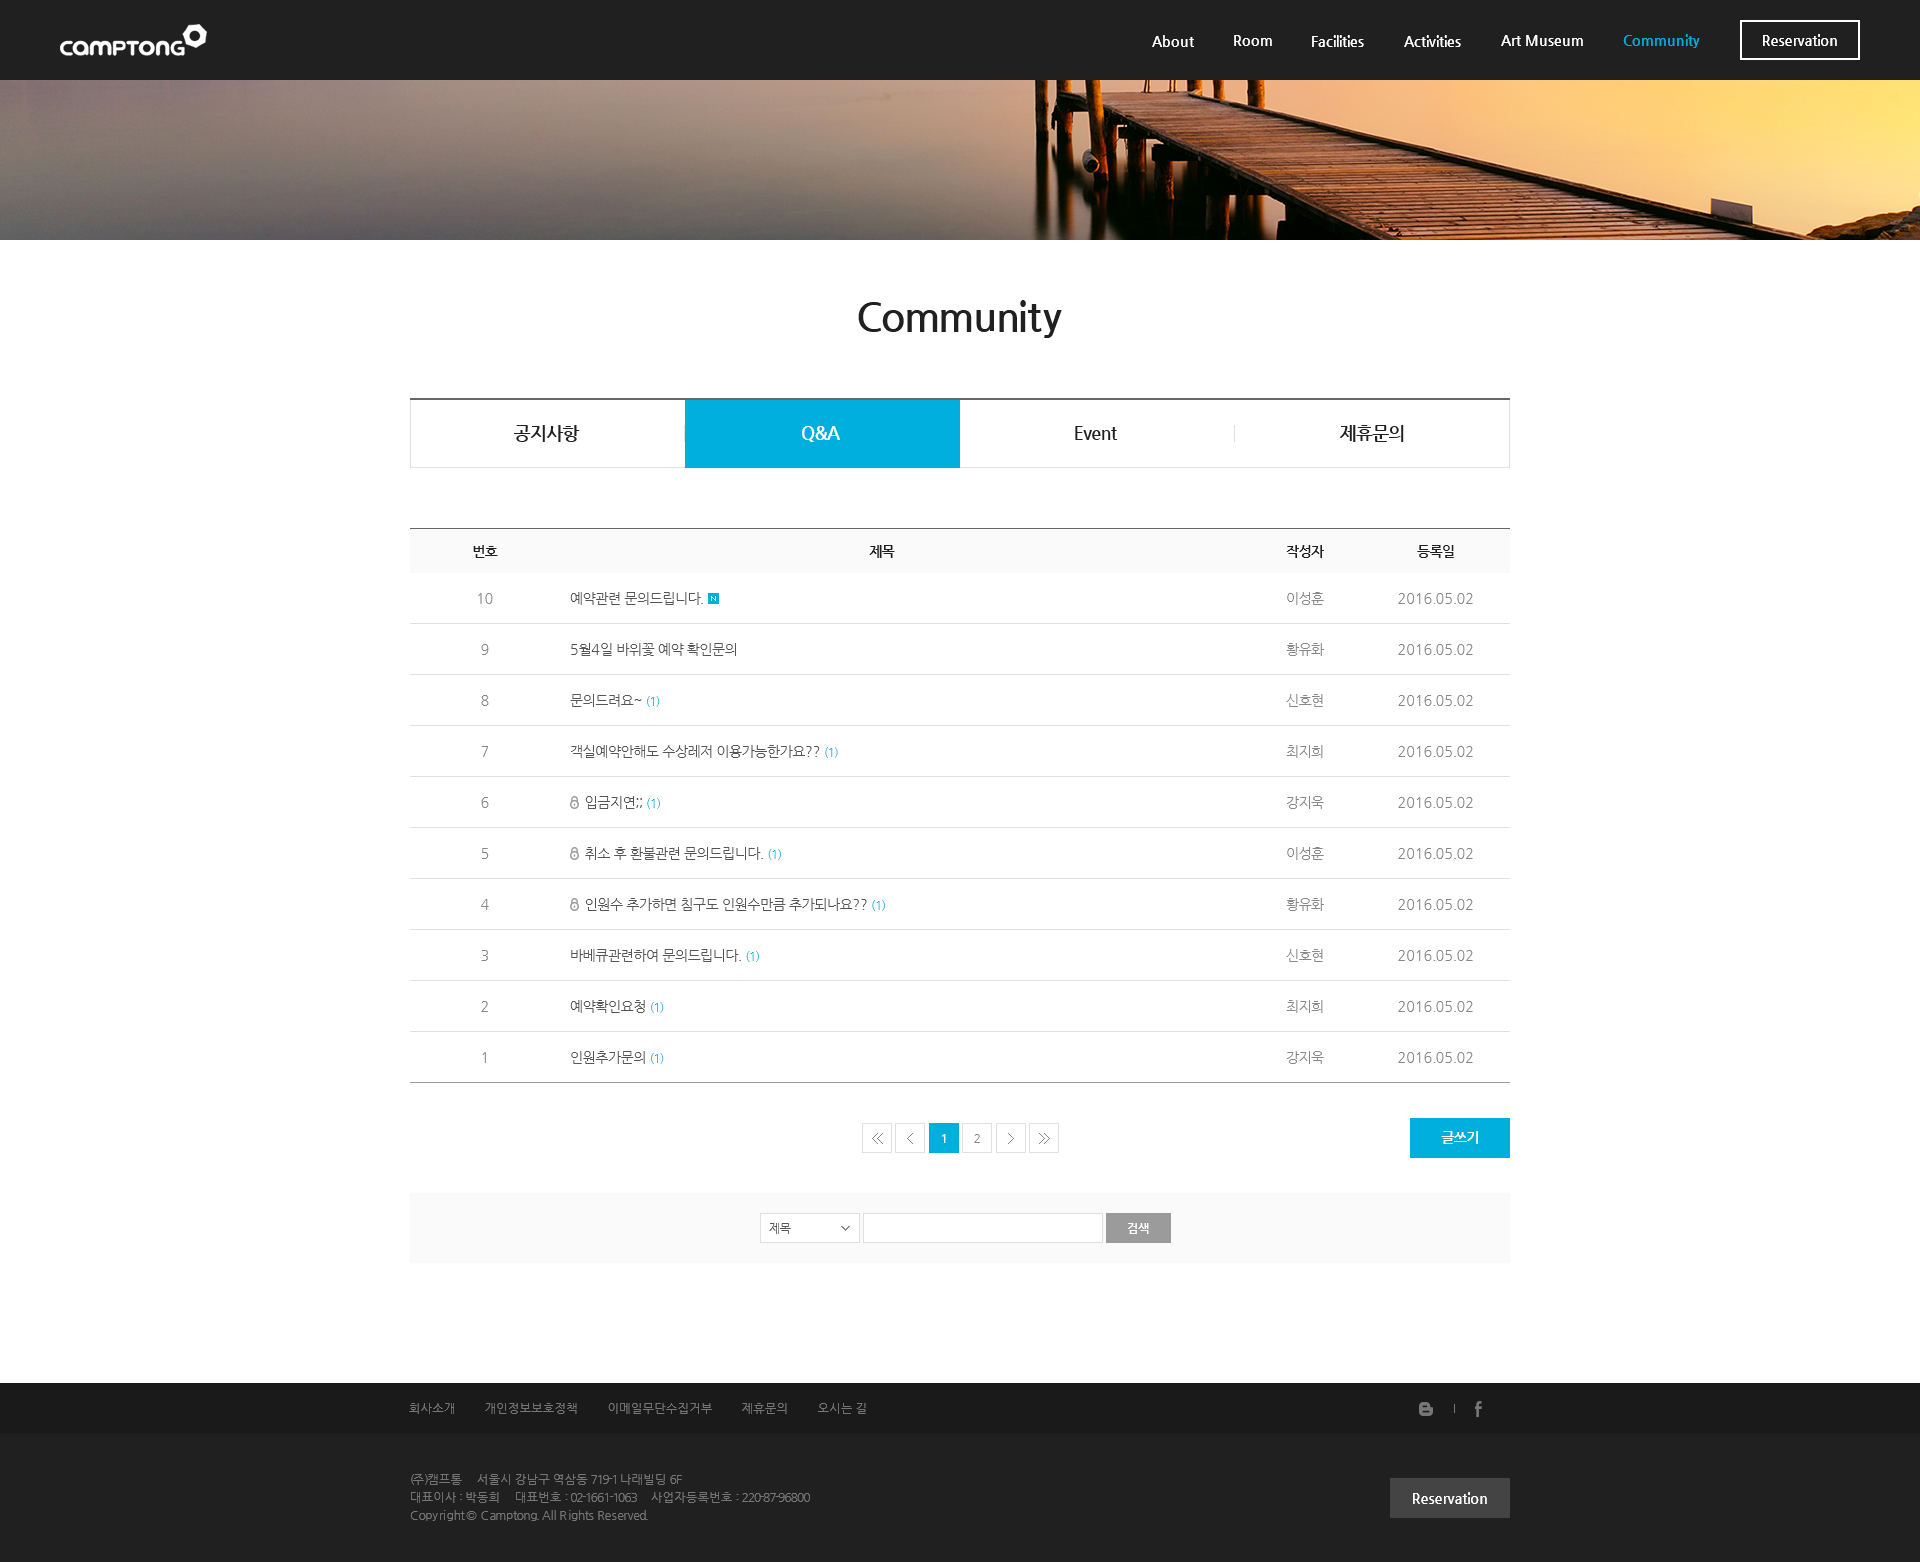 camptong
About Room Facilities Activities Art Museum Community Reservation
Community
공지사항 Q&A Event 제휴문의
번호 제목 작성자 등록일
10 예약관련 문의드립니다. N 이성훈 2016.05.02
9 5월4일 바위꽃 예약 확인문의 황유화 2016.05.02
8 문의드려요~ (1) 신호현 2016.05.02
7 객실예약안해도 수상레저 이용가능한가요?? (1) 최지희 2016.05.02
6 입금지연;; (1) 강지욱 2016.05.02
5 취소 후 환불관련 문의드립니다. (1) 이성훈 2016.05.02
4 인원수 추가하면 침구도 인원수만큼 추가되나요?? (1) 황유화 2016.05.02
3 바베큐관련하여 문의드립니다. (1) 신호현 2016.05.02
2 예약확인요청 (1) 최지희 2016.05.02
1 인원추가문의 (1) 강지욱 2016.05.02
1 2 글쓰기
제목 검색
회사소개 개인정보보호정책 이메일무단수집거부 제휴문의 오시는 길
(주)캠프통 서울시 강남구 역삼동 719-1 나래빌딩 6F
대표이사 : 박동희 대표번호 : 02-1661-1063 사업자등록번호 : 220-87-96800
Copyright © Camptong. All Rights Reserved.
Reservation